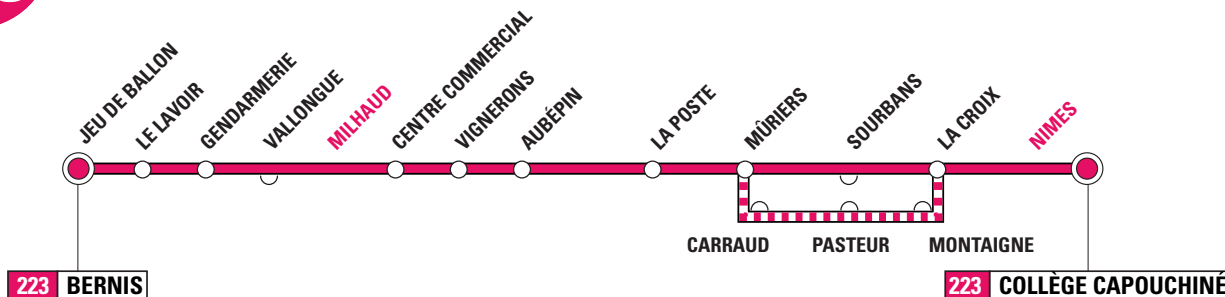 JEU DE BALLON
LE LAVOIR
GENDARMERIE
VALLONGUE
MILHAUD
CENTRE COMMERCIAL
VIGNERONS
AUBÉPIN
LA POSTE
MÛRIERS
SOURBANS
LA CROIX
NIMES
CARRAUD PASTEUR MONTAIGNE
223 BERNIS
223 COLLÈGE CAPOUCHINÉ